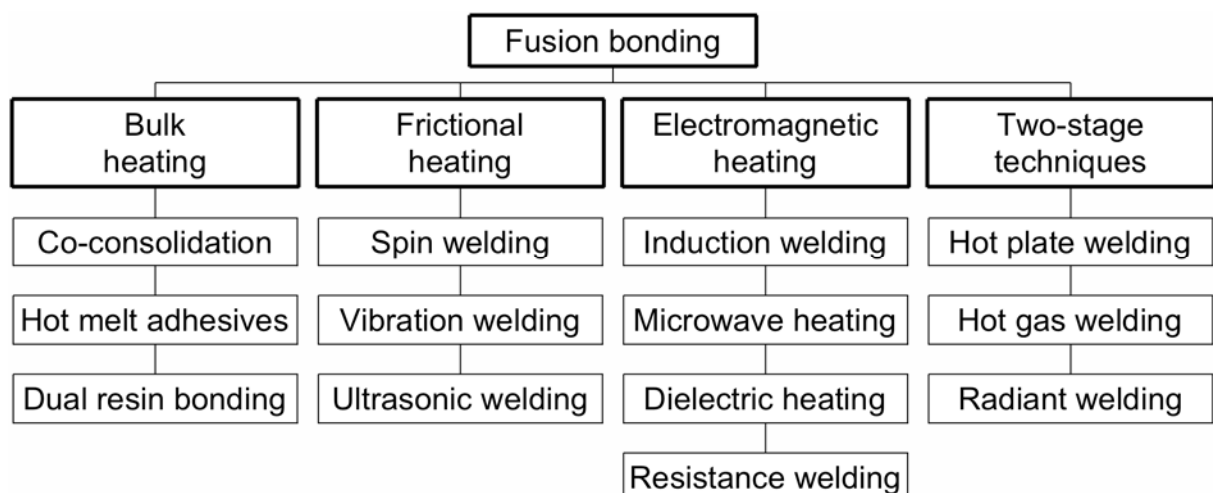 Fusion bonding
Bulk
heating
Frictional
heating
Electromagnetic
heating
Two-stage
techniques
Co-consolidation
Spin welding
Induction welding
Hot plate welding
Hot melt adhesives
Vibration welding
Microwave heating
Hot gas welding
Dual resin bonding
Ultrasonic welding
Dielectric heating
Radiant welding
Resistance welding